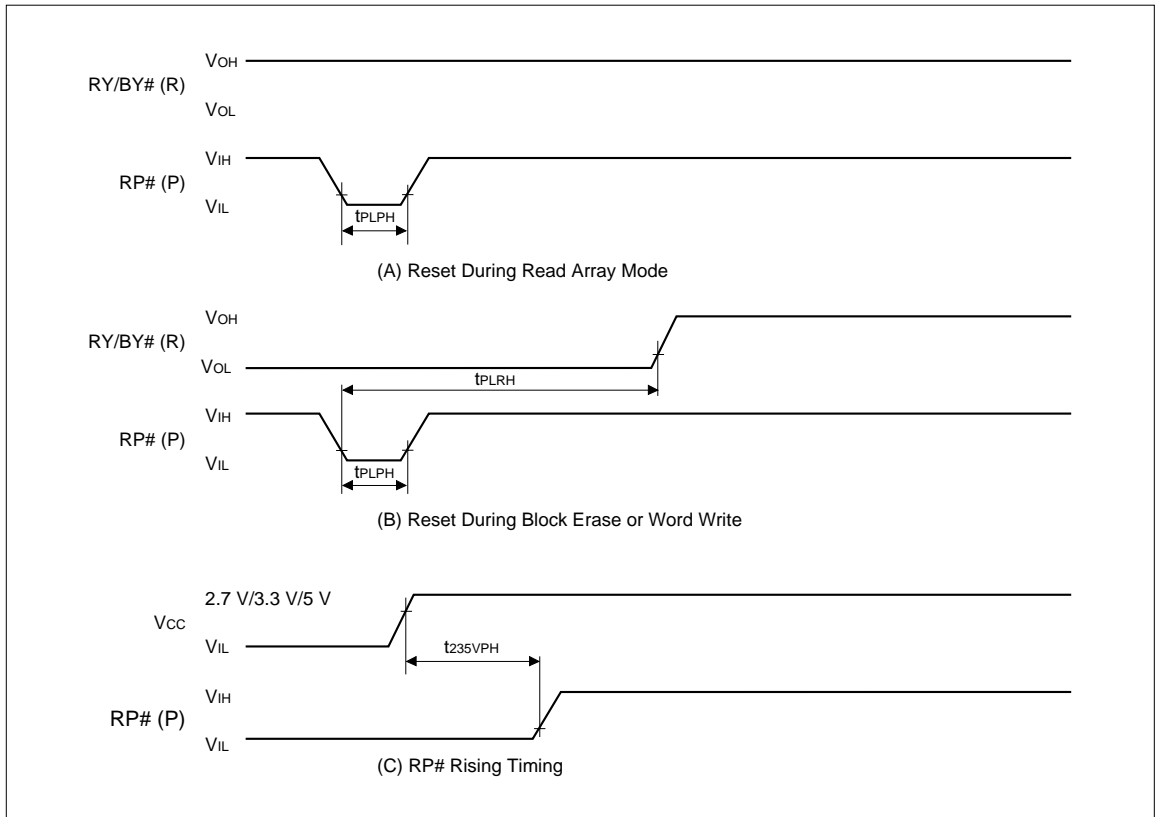 VOH
RY/BY# (R)
VOL
VIH
RP# (P)
VIL
tPLPH
(A) Reset During Read Array Mode
VOH
RY/BY# (R)
VOL
tPLRH
VIH
RP# (P)
VIL
tPLPH
(B) Reset During Block Erase or Word Write
2.7 V/3.3 V/5 V
VCC
VIL
t235VPH
VIH
RP# (P)
VIL
(C) RP# Rising Timing